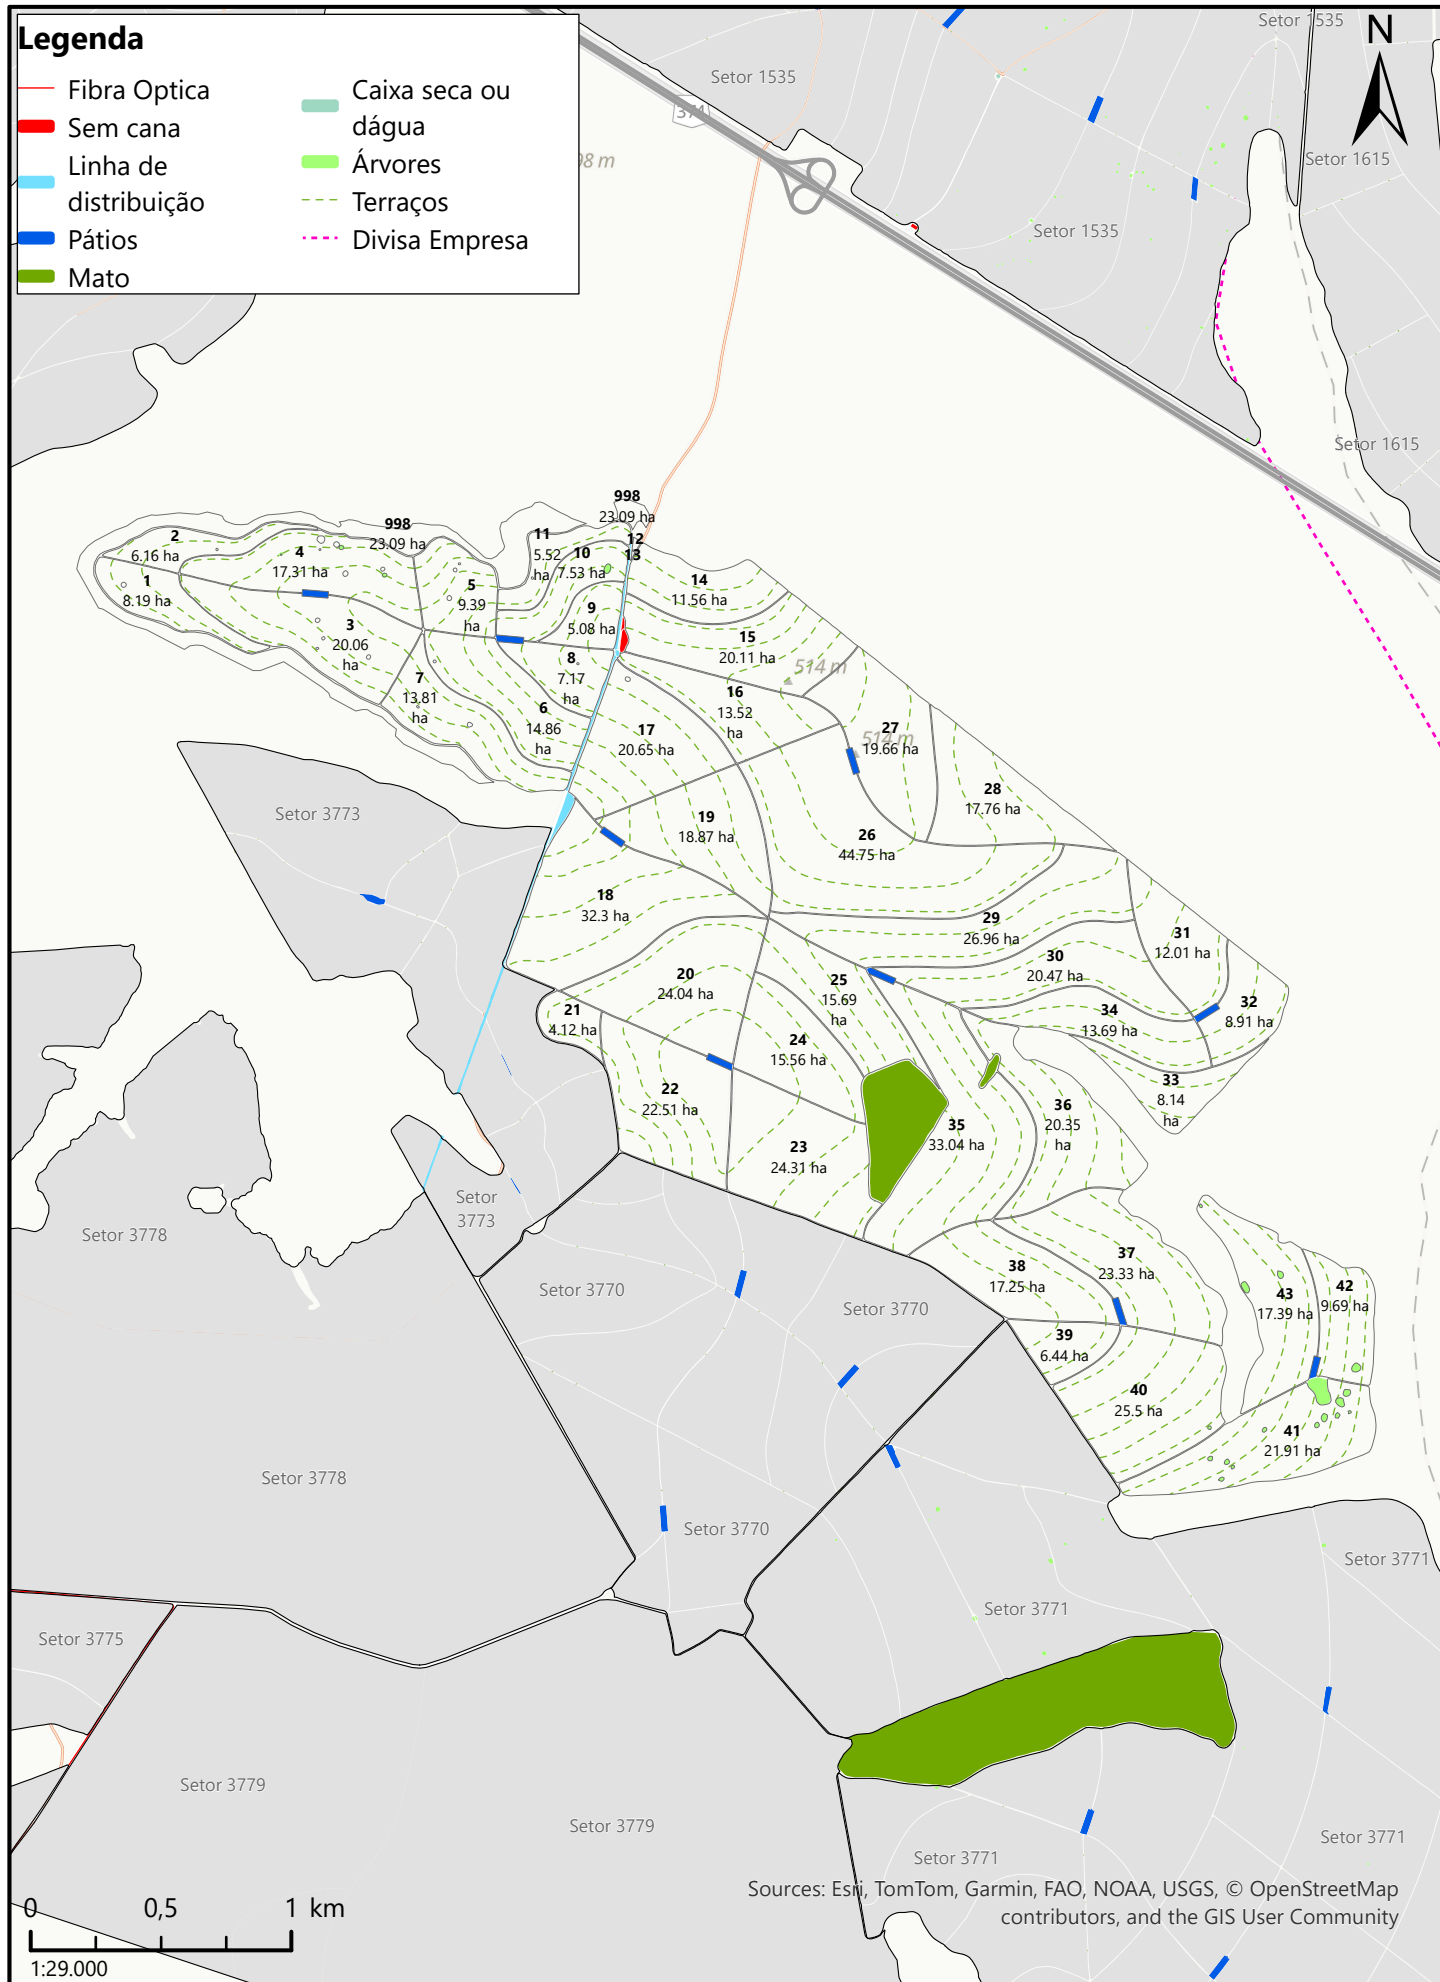 Legenda
Fibra Optica
Sem cana
Linha de
distribuição
Pátios
Mato
Caixa seca ou
dágua
Árvores
Terraços
Divisa Empresa
N
Setor 1535
Setor 1535
Setor 1535
Setor 1615
Setor 1615
374
98 m
998
23.09 ha
998
23.09 ha
2
6.16 ha
1
8.19 ha
4
17.31 ha
3
20.06
ha
5
9.39
ha
7
13.81
ha
11
5.52
ha
10
7.53 ha
12
13
9
5.08 ha
8
7.17
ha
6
14.86
ha
14
11.56 ha
15
20.11 ha
514 m
16
13.52
ha
17
20.65 ha
27
19.66 ha
514 m
28
17.76 ha
19
18.87 ha
26
44.75 ha
18
32.3 ha
29
26.96 ha
31
12.01 ha
30
20.47 ha
20
24.04 ha
25
15.69
ha
21
4.12 ha
34
13.69 ha
32
8.91 ha
24
15.56 ha
22
22.51 ha
33
8.14
ha
36
20.35
ha
35
33.04 ha
23
24.31 ha
37
23.33 ha
38
17.25 ha
43
17.39 ha
42
9.69 ha
39
6.44 ha
40
25.5 ha
41
21.91 ha
Setor 3773
Setor
3773
Setor 3778
Setor 3770
Setor 3770
Setor 3778
Setor 3770
Setor 3771
Setor 3771
Setor 3775
Setor 3779
Setor 3779
Setor 3771
Setor 3771
Sources: Esri, TomTom, Garmin, FAO, NOAA, USGS, © OpenStreetMap
contributors, and the GIS User Community
0 0,5 1 km
1:29.000